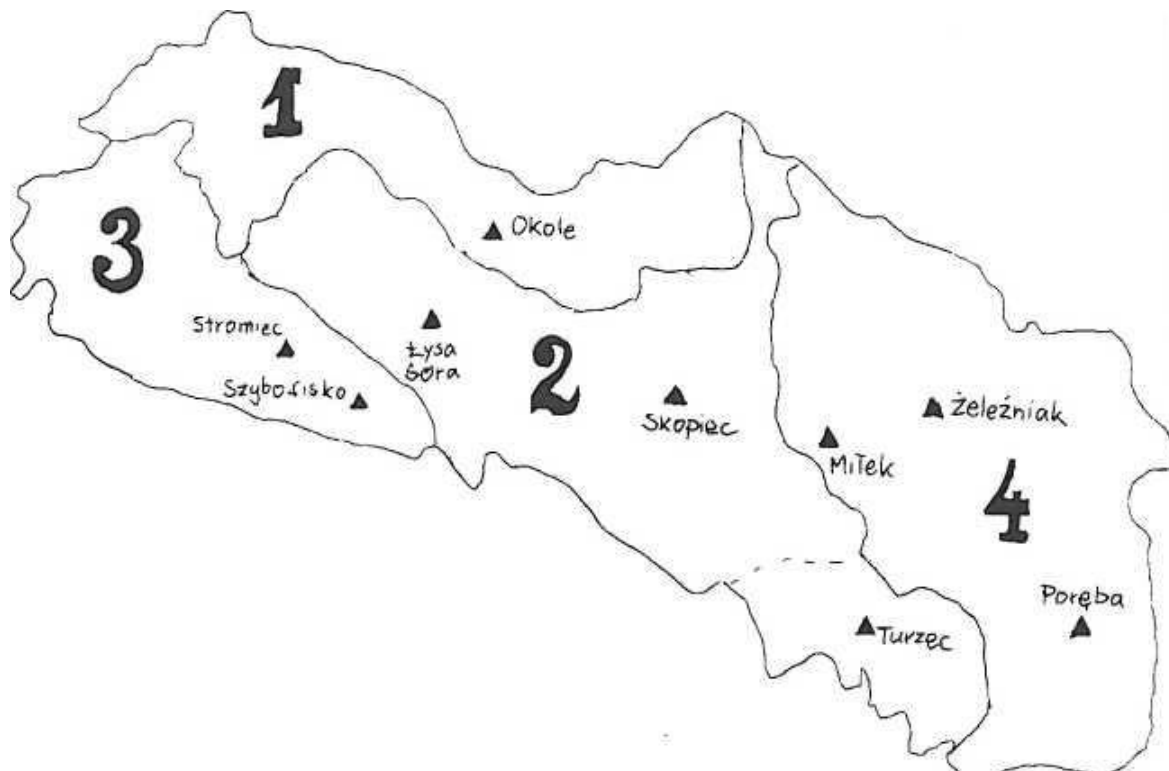 1
Okole
3
Stromiec
Szybowisko
Łysa
Góra
2
Skopiec
Żeleźniak
Miłek
4
Poręba
Turzec